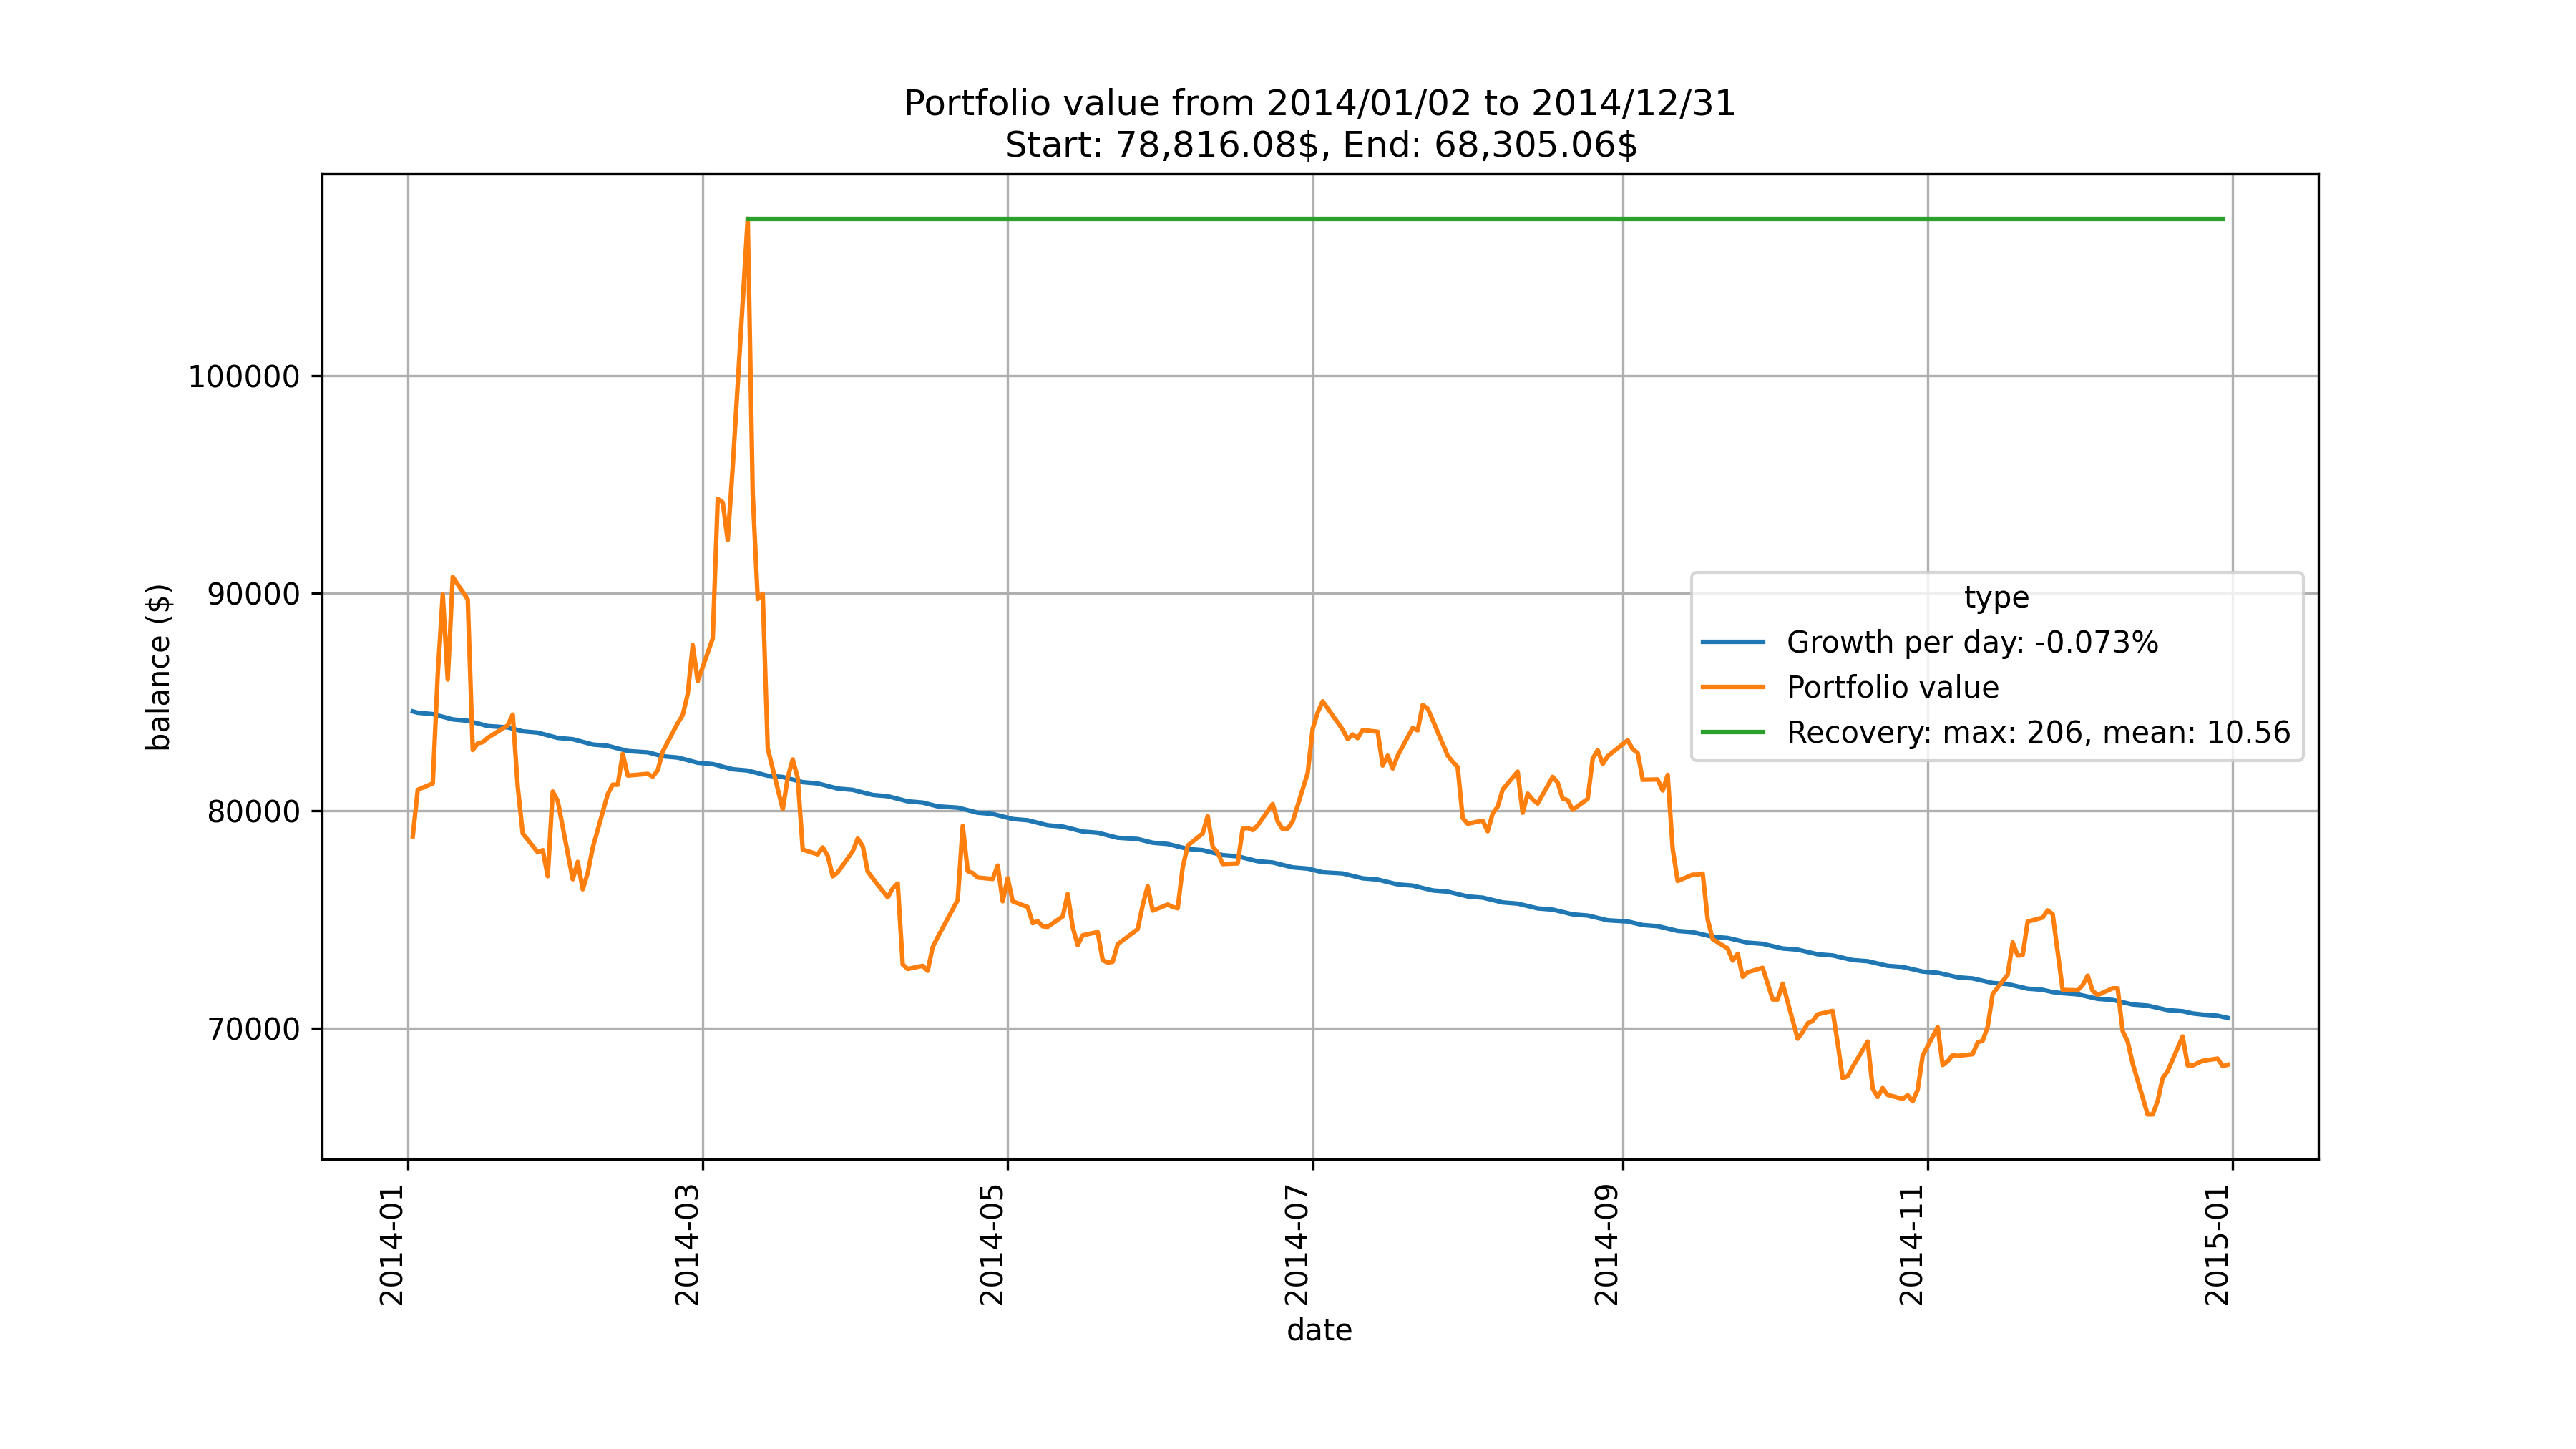 Portfolio value from 2014/01/02 to 2014/12/31
Start: 78,816.08$, End: 68,305.06$
balance ($)
100000
90000
80000
70000
type
Growth per day: -0.073%
Portfolio value
Recovery: max: 206, mean: 10.56
2014-01
2014-03
2014-05
2014-07
2014-09
2014-11
2015-01
date